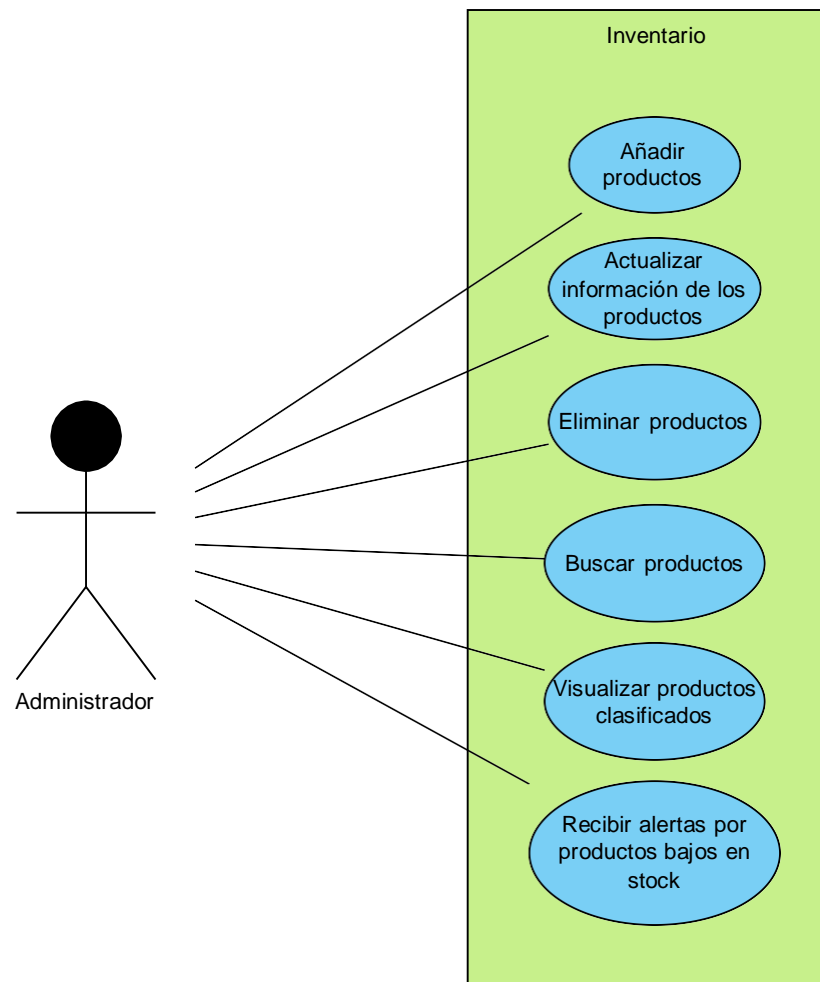 Inventario
Añadir
productos
Actualizar
información de los
productos
Eliminar productos
Buscar productos
Visualizar productos
clasificados
Recibir alertas por
productos bajos en
stock
Administrador